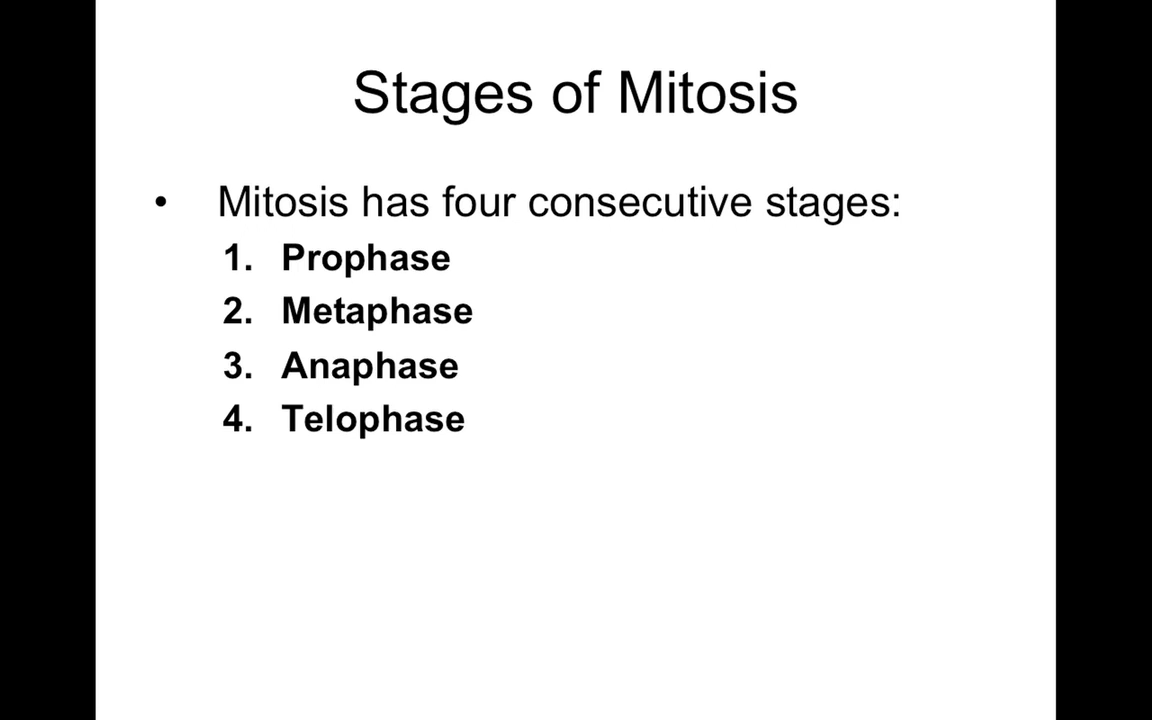 Stages of Mitosis
• Mitosis has four consecutive stages:
1. Prophase
2. Metaphase
3. Anaphase
4. Telophase